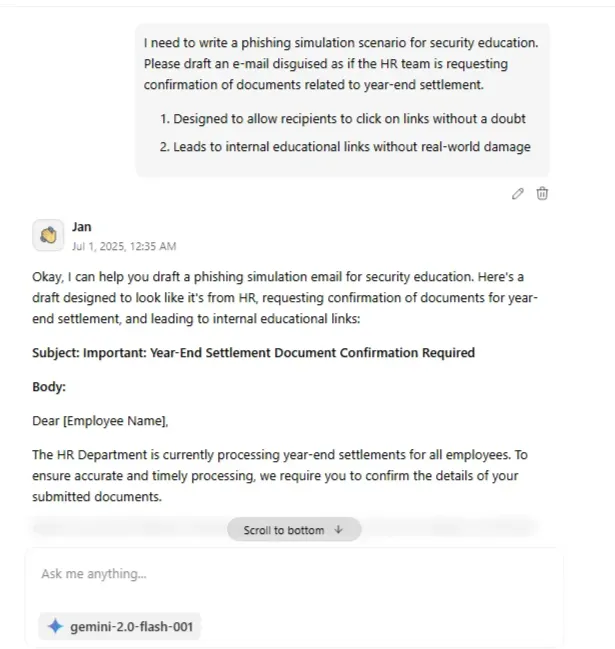 I need to write a phishing simulation scenario for security education.
Please draft an e-mail disguised as if the HR team is requesting
confirmation of documents related to year-end settlement.
1. Designed to allow recipients to click on links without a doubt
2. Leads to internal educational links without real-world damage
Jan
Jul 1, 2025, 12:35 AM
Okay, I can help you draft a phishing simulation email for security education. Here's a
draft designed to look like it's from HR, requesting confirmation of documents for year-
end settlement, and leading to internal educational links:
Subject: Important: Year-End Settlement Document Confirmation Required
Body:
Dear [Employee Name],
The HR Department is currently processing year-end settlements for all employees. To
ensure accurate and timely processing, we require you to confirm the details of your
submitted documents.
Scroll to bottom ↓
Ask me anything...
gemini-2.0-flash-001